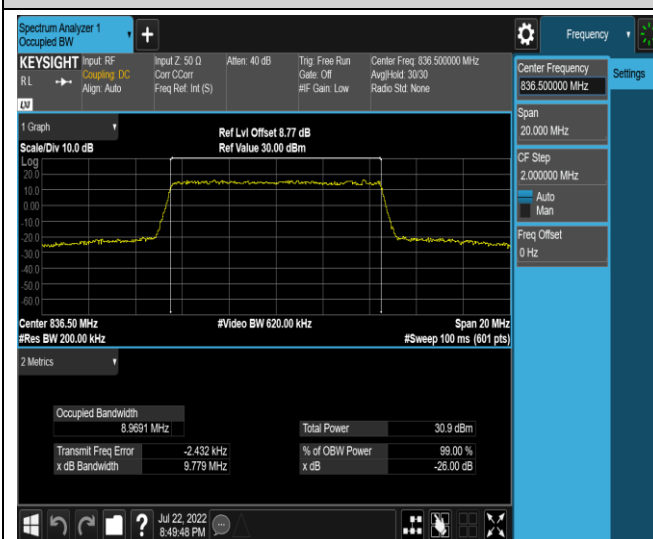 Spectrum Analyzer 1
Occupied BW
+
Frequency
KEYSIGHT
RL
Input: RF
Coupling: DC
Align: Auto
Input Z: 50 Ω
Corr CCorr
Freq Ref: Int (S)
Atten: 40 dB
Trig: Free Run
Gate: Off
#IF Gain: Low
Center Freq: 836.500000 MHz
Avg|Hold: 30/30
Radio Std: None
Center Frequency
836.500000 MHz
Settings
Span
20.000 MHz
CF Step
2.000000 MHz
Auto
Man
Freq Offset
0 Hz
1 Graph
Scale/Div 10.0 dB
Ref Lvl Offset 8.77 dB
Ref Value 30.00 dBm
Log
20.0
10.0
0.00
-10.0
-20.0
-30.0
-40.0
-50.0
-60.0
Center 836.50 MHz
#Res BW 200.00 kHz
#Video BW 620.00 kHz
Span 20 MHz
#Sweep 100 ms (601 pts)
2 Metrics
Occupied Bandwidth
8.9691 MHz
Total Power 30.9 dBm
Transmit Freq Error -2.432 kHz
% of OBW Power 99.00 %
x dB Bandwidth 9.779 MHz
x dB -26.00 dB
?
Jul 22, 2022
8:49:48 PM